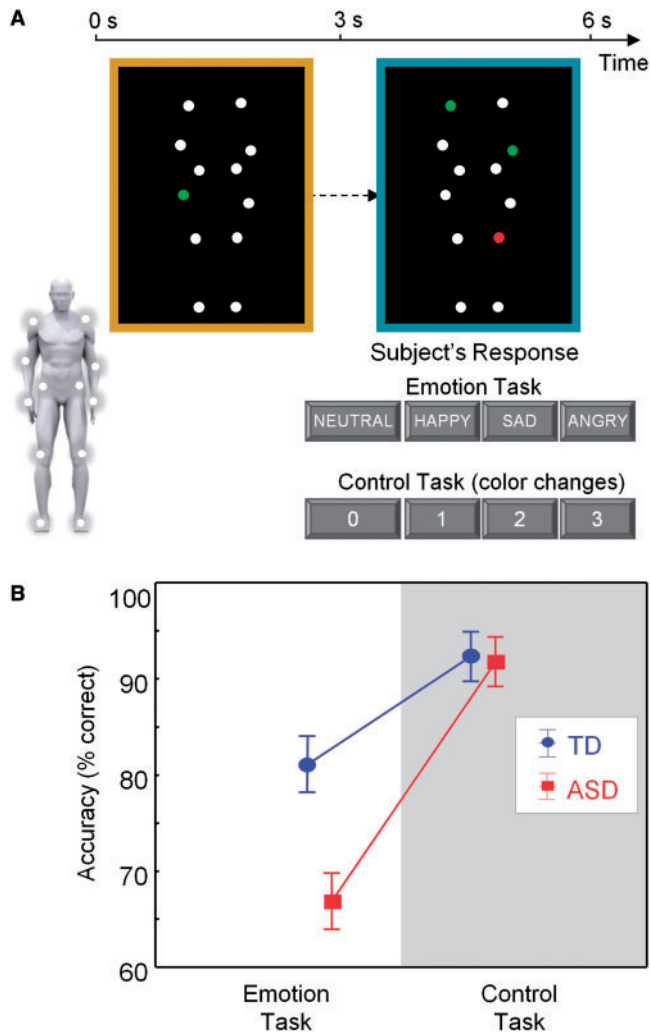 A
0 s 3 s 6 s
Time
Subject's Response
Emotion Task
NEUTRAL HAPPY SAD ANGRY
Control Task (color changes)
0 1 2 3
B
Accuracy (% correct)
100
90
80
70
60
TD
ASD
Emotion Task
Control Task